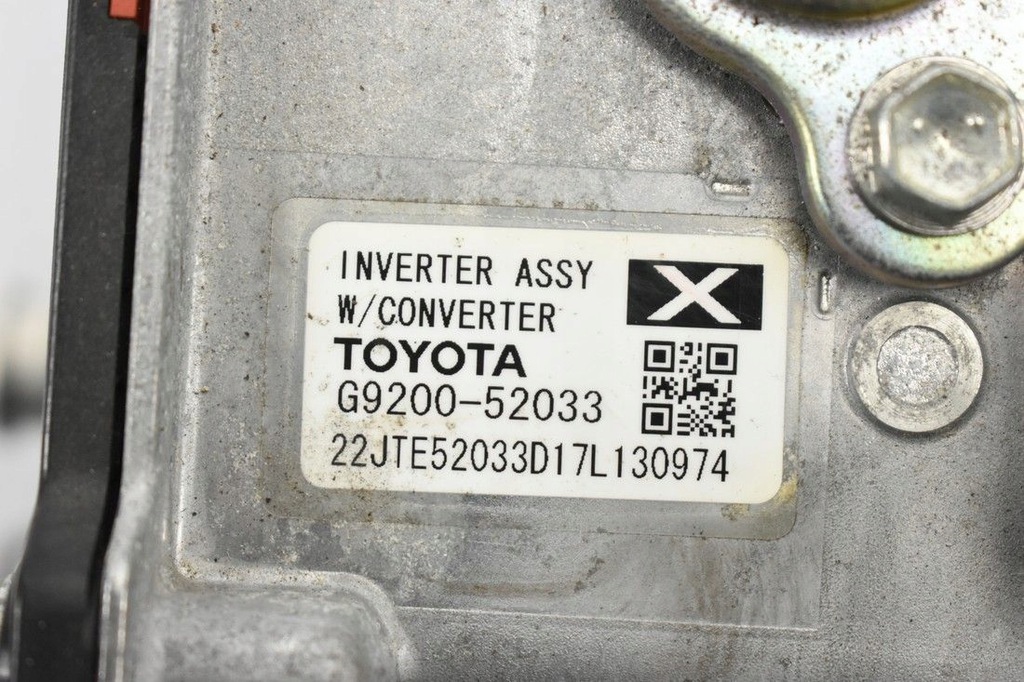 INVERTER ASSY
W/CONVERTER
X
TOYOTA
G9200-52033
22JTE52033D17L130974